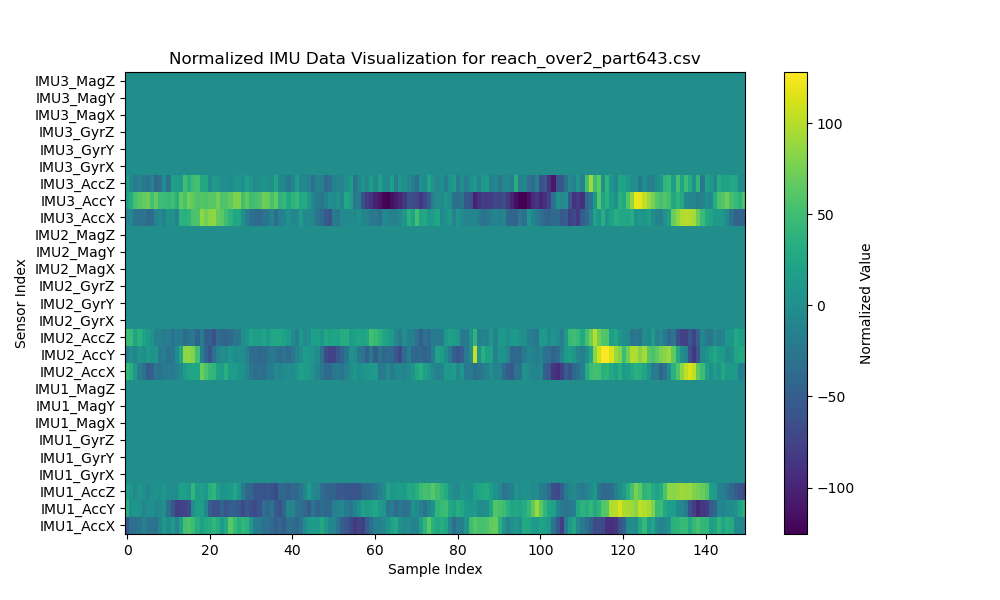 Normalized IMU Data Visualization for reach_over2_part643.csv
IMU3_MagZ
IMU3_MagY
IMU3_MagX
IMU3_GyrZ
IMU3_GyrY
IMU3_GyrX
IMU3_AccZ
IMU3_AccY
IMU3_AccX
IMU2_MagZ
IMU2_MagY
IMU2_MagX
IMU2_GyrZ
IMU2_GyrY
IMU2_GyrX
IMU2_AccZ
IMU2_AccY
IMU2_AccX
IMU1_MagZ
IMU1_MagY
IMU1_MagX
IMU1_GyrZ
IMU1_GyrY
IMU1_GyrX
IMU1_AccZ
IMU1_AccY
IMU1_AccX
Sensor Index
0 20 40 60 80 100 120 140
Sample Index
100
50
0
−50
−100
Normalized Value